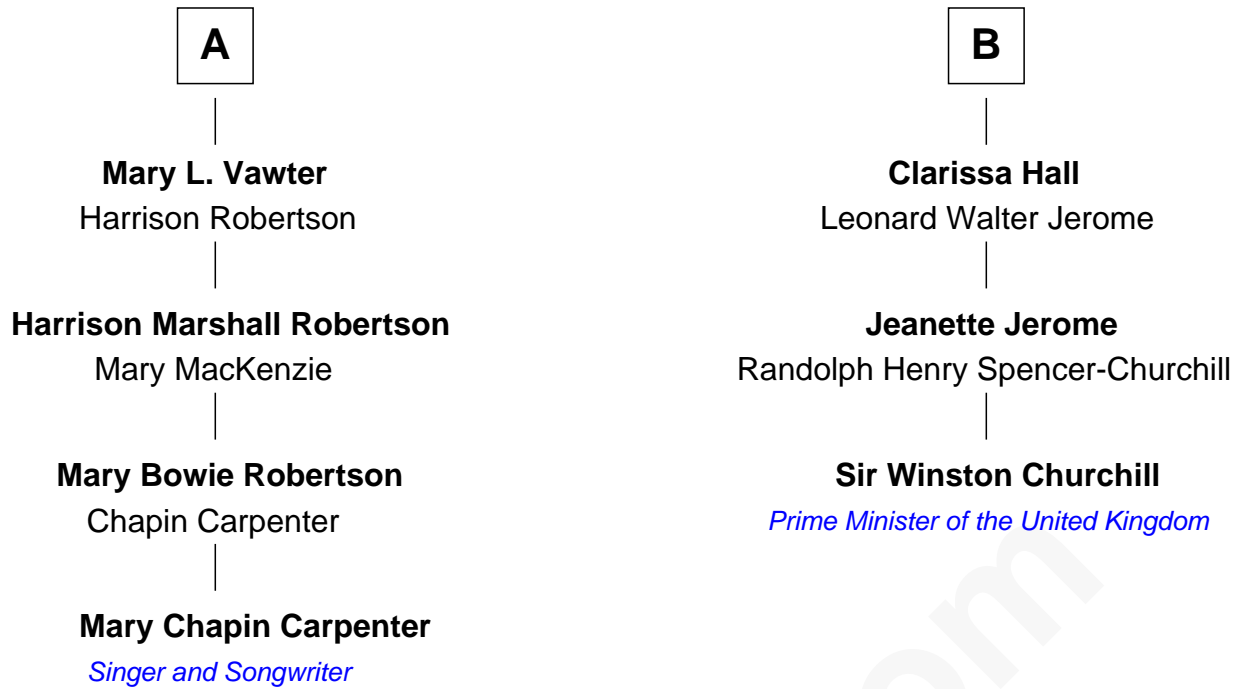 A
Mary L. Vawter
Harrison Robertson
Harrison Marshall Robertson
Mary MacKenzie
Mary Bowie Robertson
Chapin Carpenter
Mary Chapin Carpenter
Singer and Songwriter
B
Clarissa Hall
Leonard Walter Jerome
Jeanette Jerome
Randolph Henry Spencer-Churchill
Sir Winston Churchill
Prime Minister of the United Kingdom
om